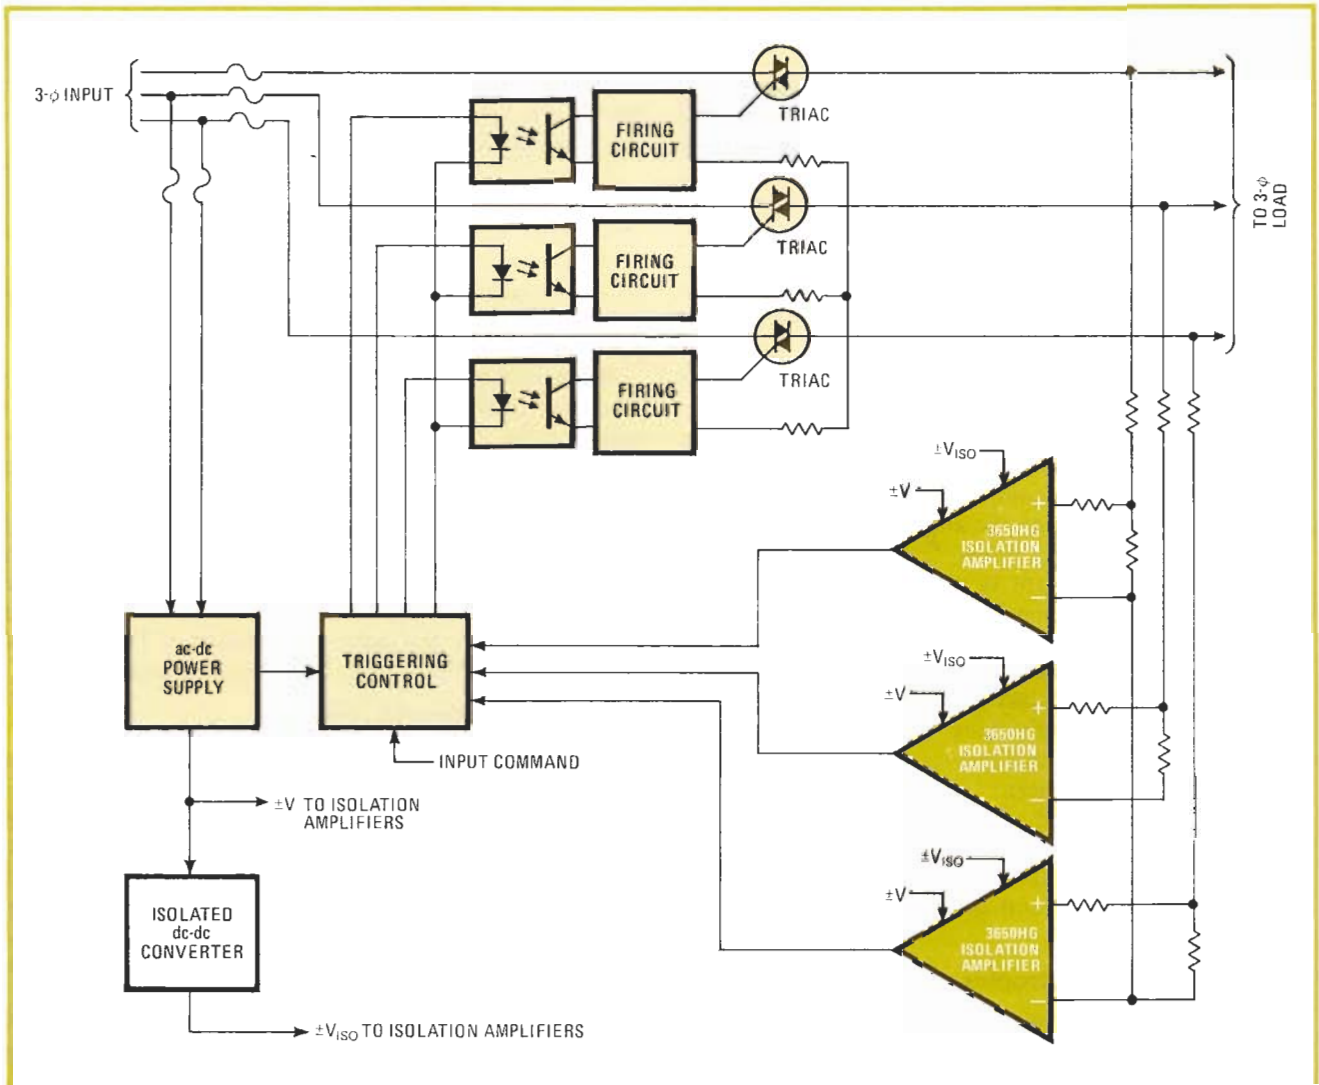 3-φ INPUT
TRIAC
FIRING
CIRCUIT
TO 3-φ
LOAD
TRIAC
FIRING
CIRCUIT
TRIAC
FIRING
CIRCUIT
±VISO
±V
+
3650HG
ISOLATION
AMPLIFIER
−
ac-dc
POWER
SUPPLY
TRIGGERING
CONTROL
±VISO
±V
+
3650HG
ISOLATION
AMPLIFIER
−
INPUT COMMAND
±V TO ISOLATION
AMPLIFIERS
±VISO
±V
+
3650HG
ISOLATION
AMPLIFIER
−
ISOLATED
dc-dc
CONVERTER
±VISO TO ISOLATION AMPLIFIERS